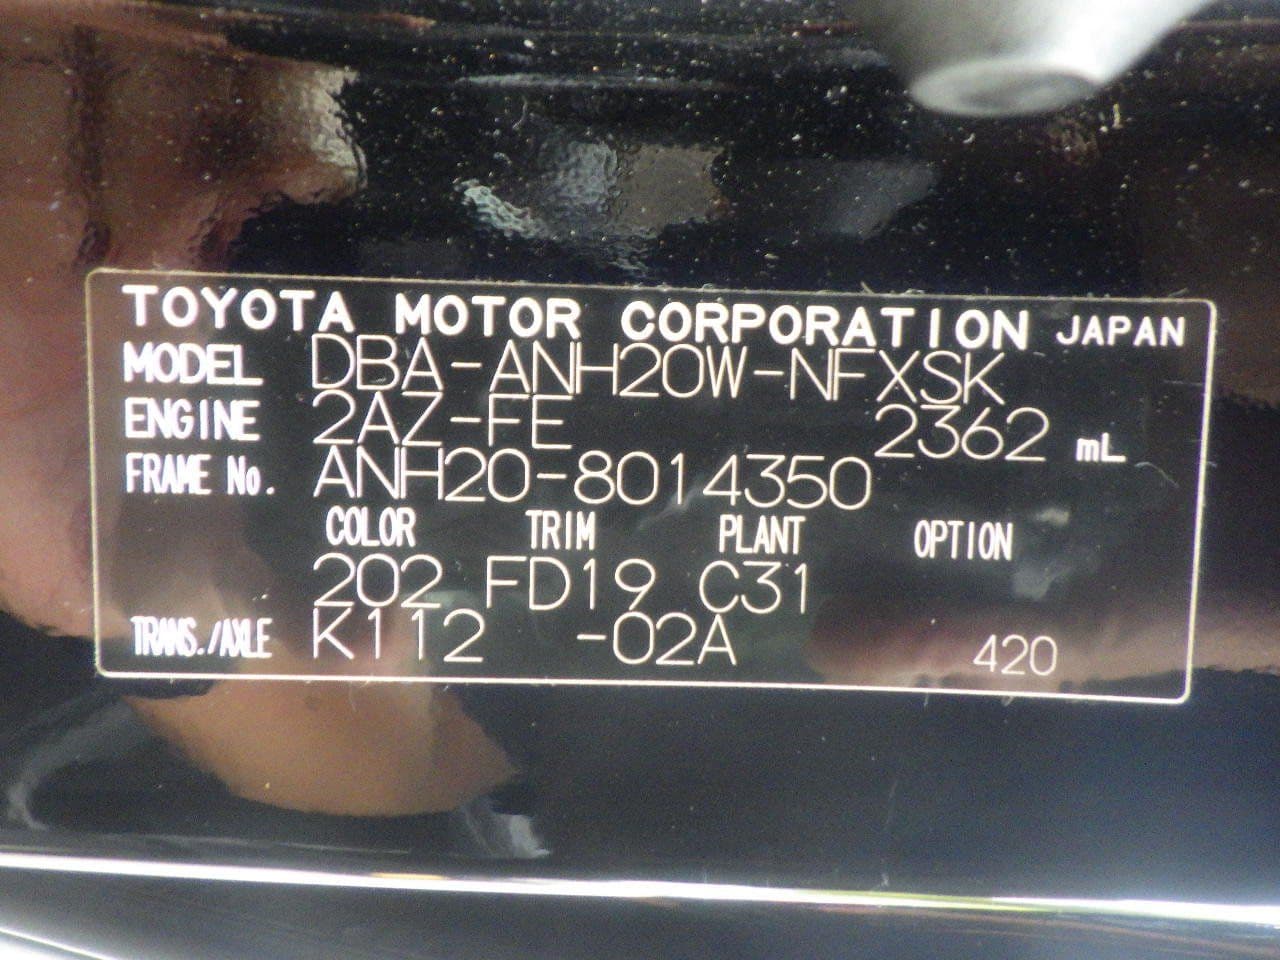 TOYOTA MOTOR CORPORATION JAPAN
MODEL DBA-ANH20W-NFXSK
ENGINE 2AZ-FE 2362 mL
FRAME No. ANH20-8014350
COLOR TRIM PLANT OPTION
202 FD19 C31
TRANS./AXLE K112 -02A 420